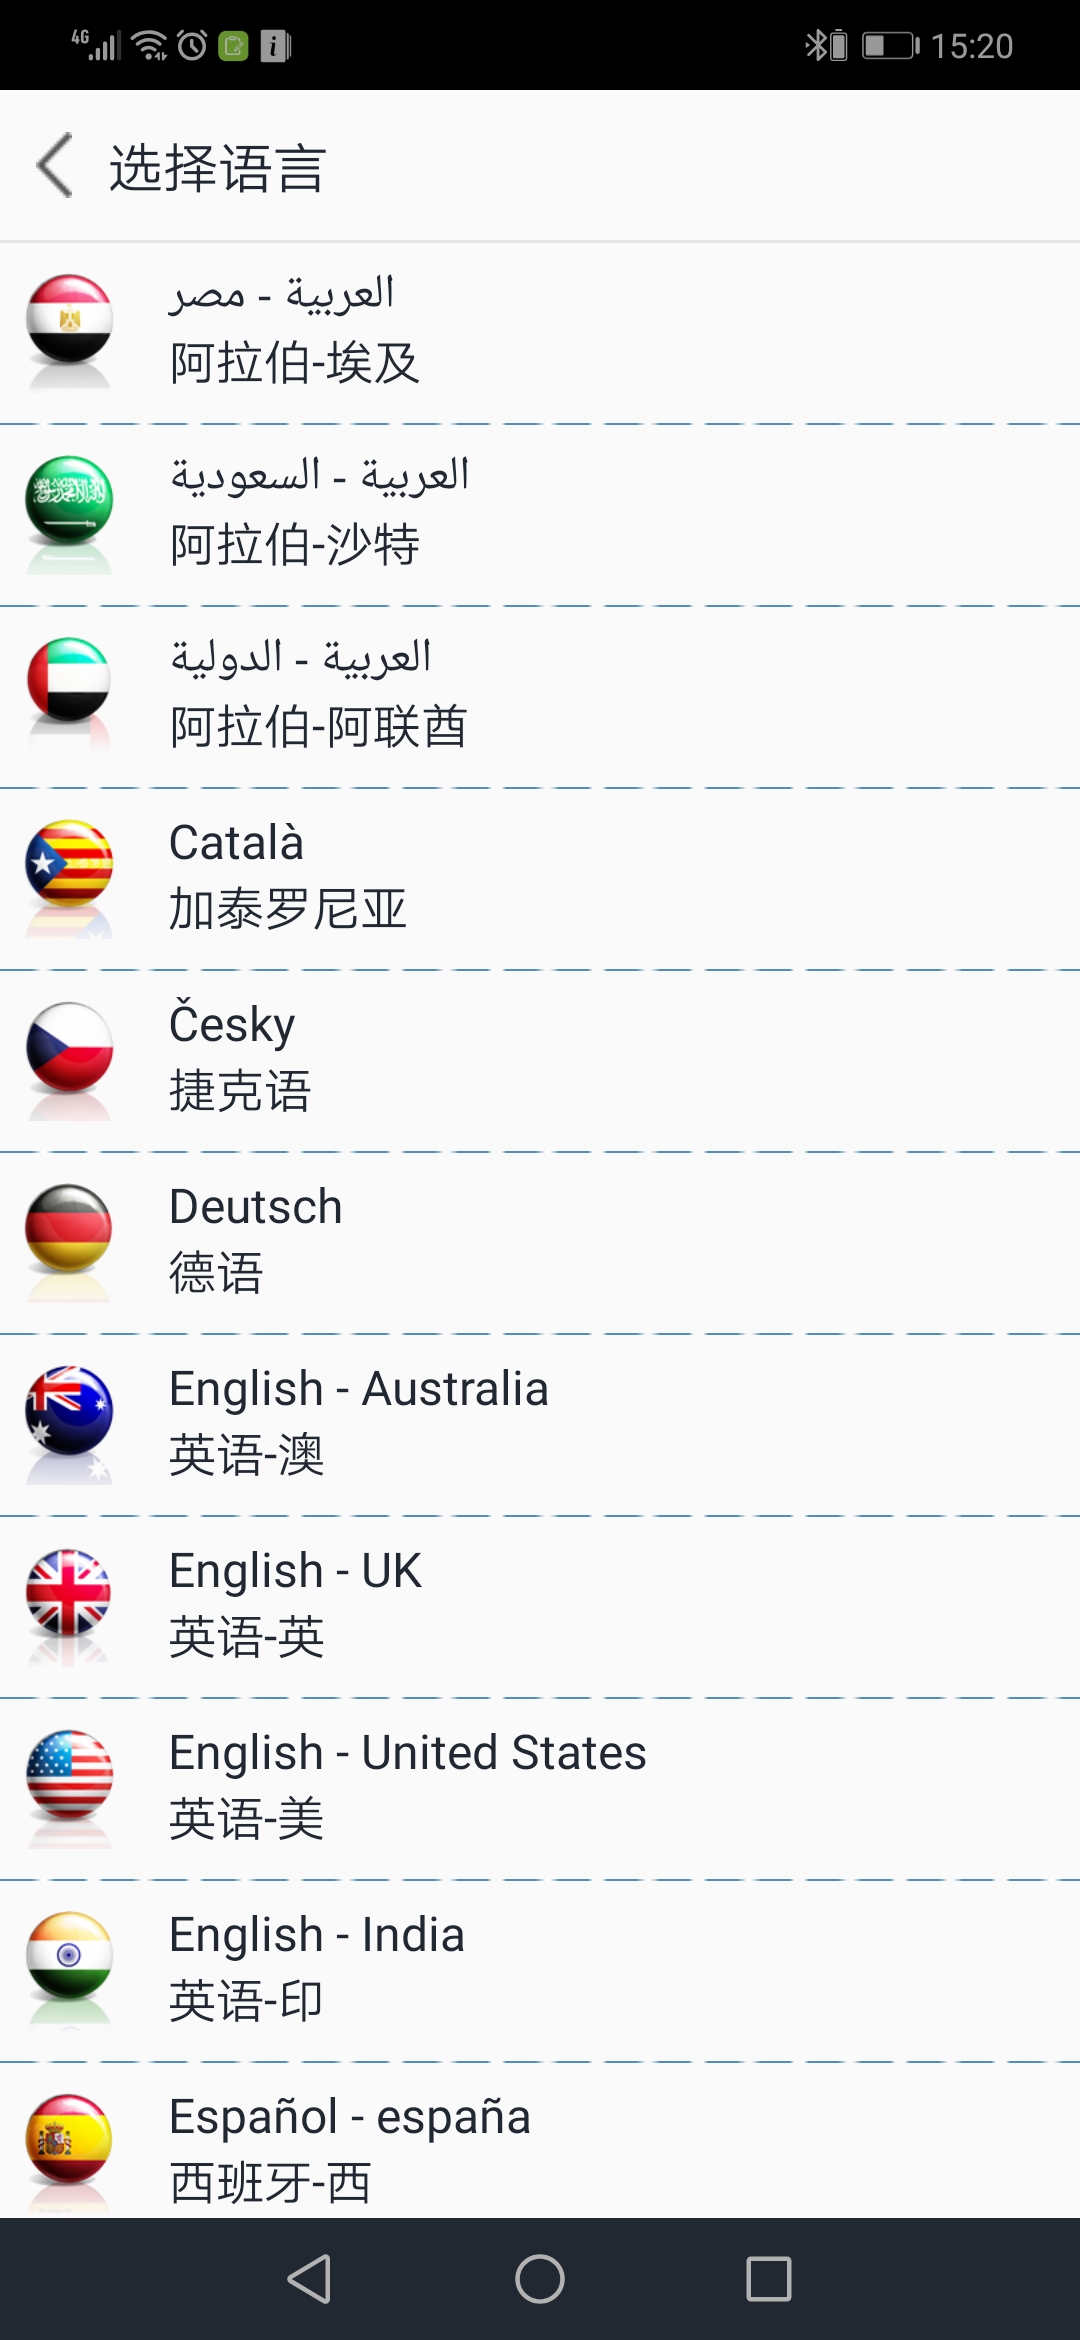 4G 15:20
选择语言
العربية - مصر
阿拉伯-埃及
العربية - السعودية
阿拉伯-沙特
العربية - الدولية
阿拉伯-阿联酋
Català
加泰罗尼亚
Česky
捷克语
Deutsch
德语
English - Australia
英语-澳
English - UK
英语-英
English - United States
英语-美
English - India
英语-印
Español - españa
西班牙-西